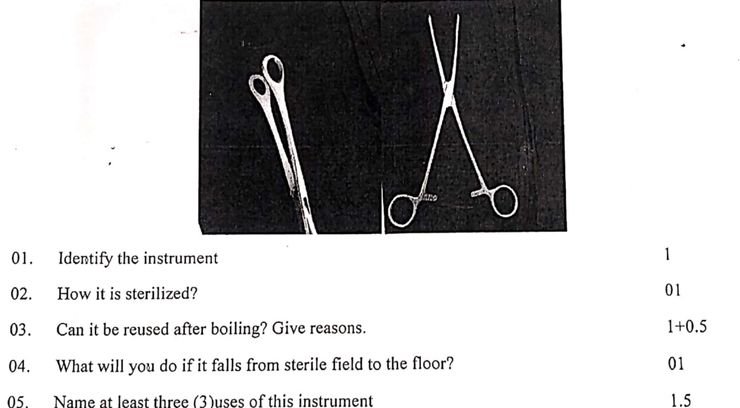 01. Identify the instrument 1
02. How it is sterilized? 01
03. Can it be reused after boiling? Give reasons. 1+0.5
04. What will you do if it falls from sterile field to the floor? 01
05. Name at least three (3)uses of this instrument 1.5